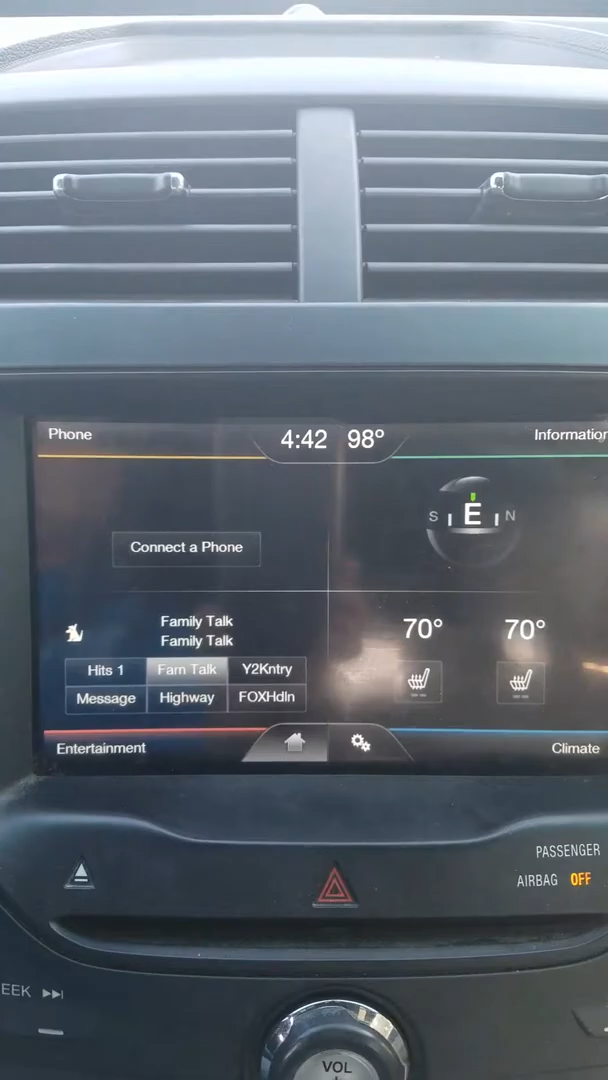 Phone
4:42 98°
Information
S E N
Connect a Phone
Family Talk
Family Talk
70° 70°
Hits 1 Fam Talk Y2Kntry
Message Highway FOXHdln
Entertainment
Climate
PASSENGER
AIRBAG OFF
EEK
VOL
+